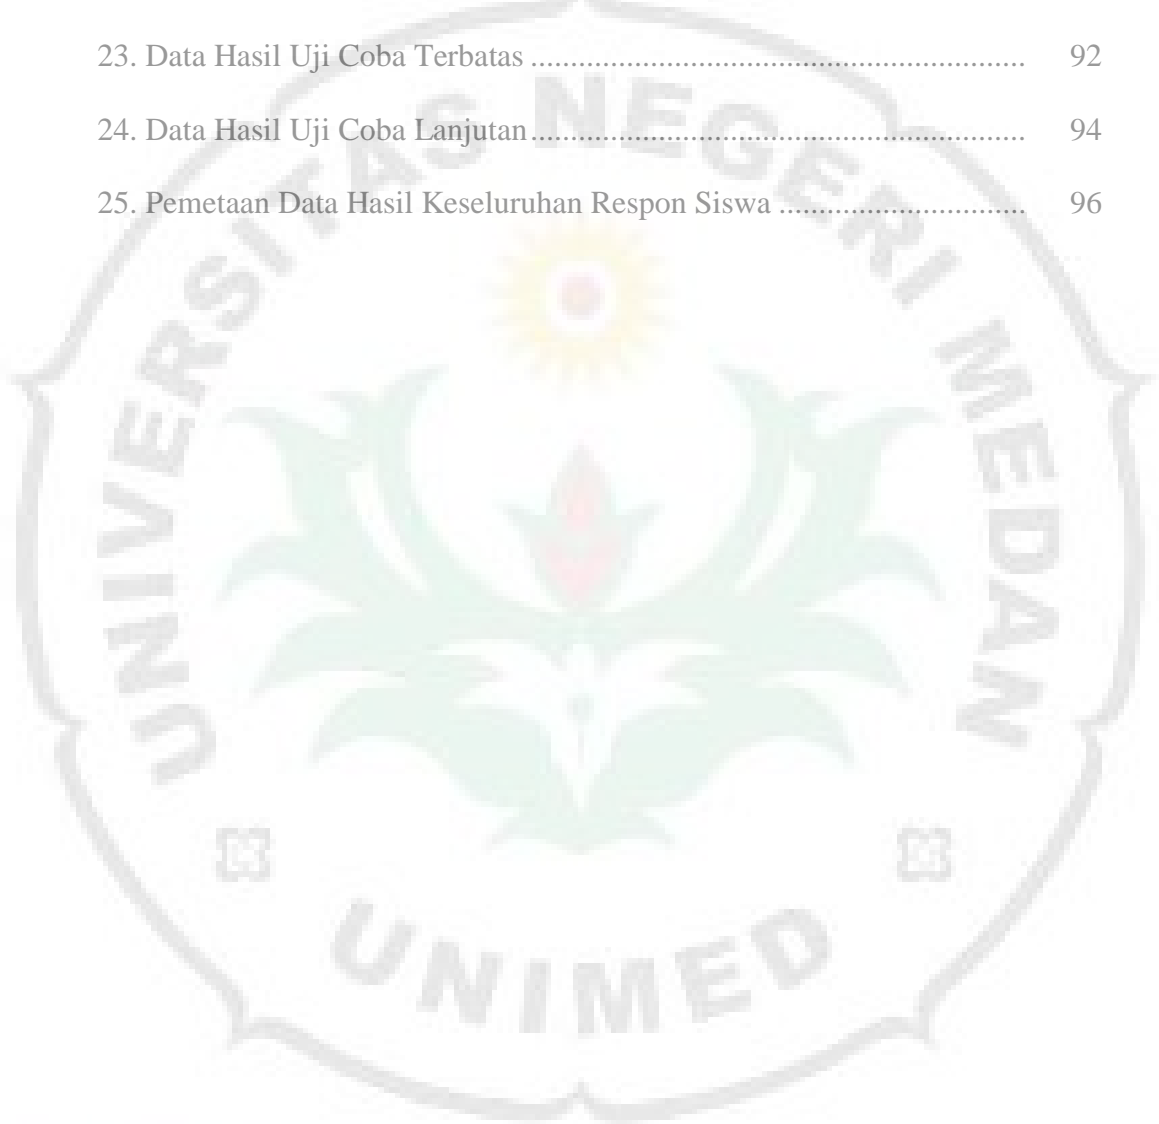 23. Data Hasil Uji Coba Terbatas .............................................................. 92
24. Data Hasil Uji Coba Lanjutan .............................................................. 94
25. Pemetaan Data Hasil Keseluruhan Respon Siswa ............................... 96
UNIVERSITAS NEGERI MEDAN
UNIMED